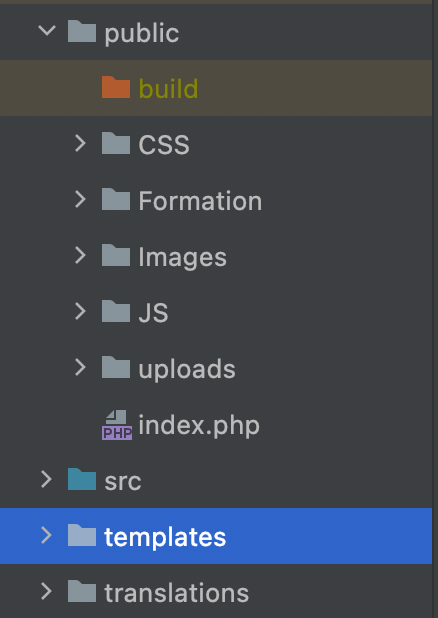 public
build
CSS
Formation
Images
JS
uploads
PHP index.php
src
templates
translations